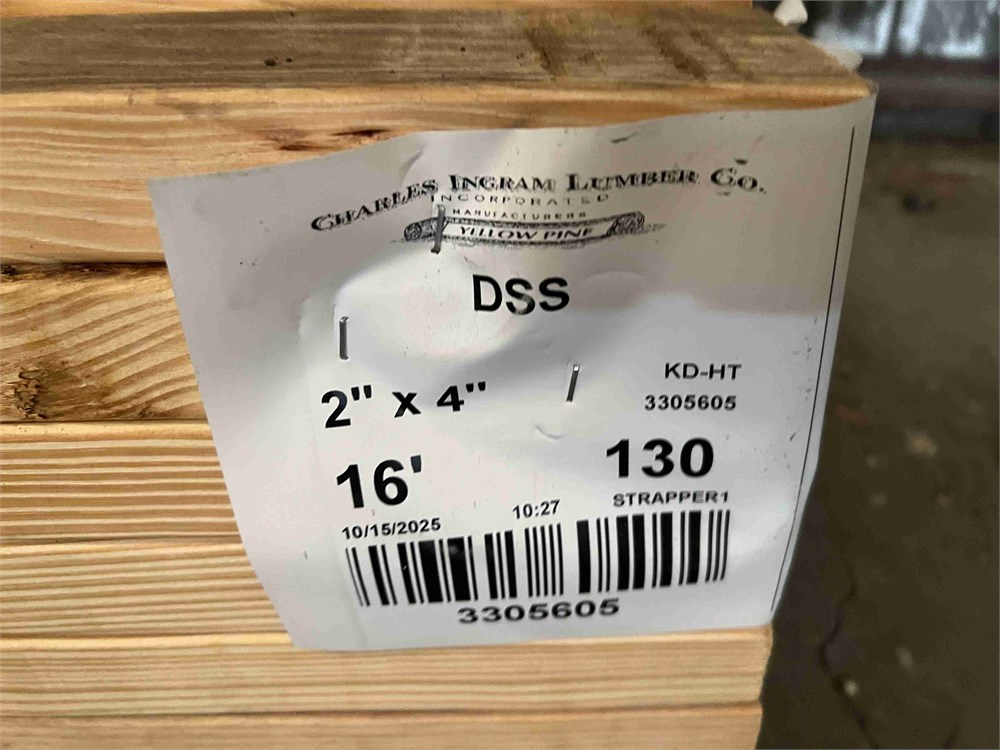 CHARLES INGRAM LUMBER CO.
INCORPORATED
MANUFACTURERS
YELLOW PINE
DSS
2" x 4"
KD-HT
3305605
16'
130
STRAPPER1
10/15/2025
10:27
3305605